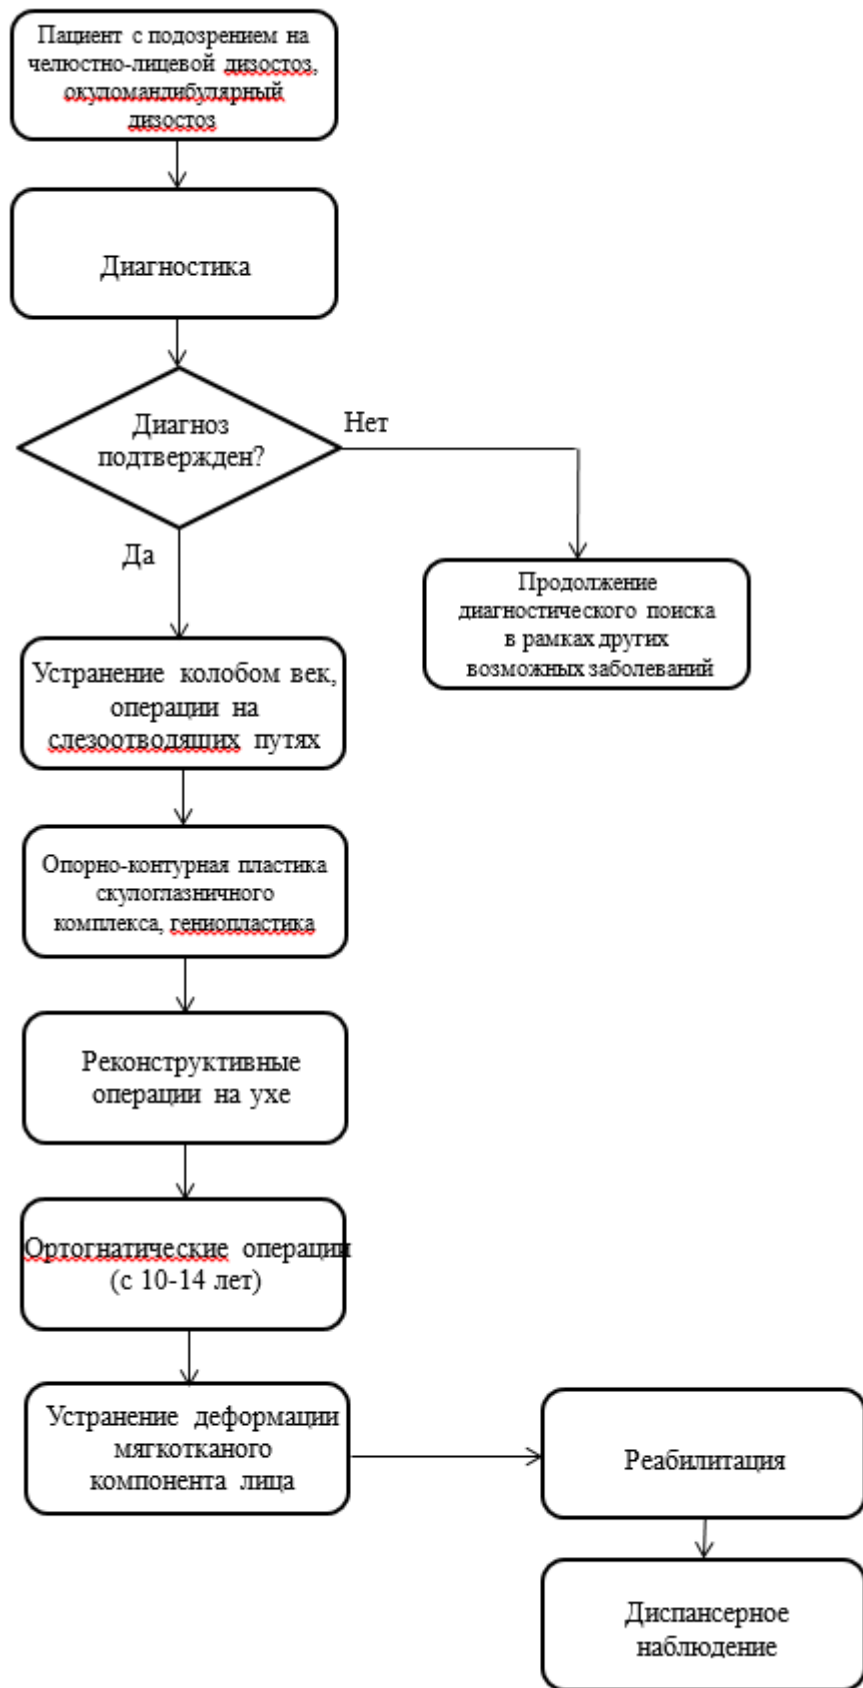 Пациент с подозрением на
челюстно-лицевой дизостоз,
окуломандибулярный
дизостоз
Диагностика
Диагноз
подтвержден?
Нет
Да
Продолжение
диагностического поиска
в рамках других
возможных заболеваний
Устранение колобом век,
операции на
слезоотводящих путях
Опорно-контурная пластика
скулоглазничного
комплекса, гениопластика
Реконструктивные
операции на ухе
Ортогнатические операции
(с 10-14 лет)
Устранение деформации
мягкотканого
компонента лица
Реабилитация
Диспансерное
наблюдение